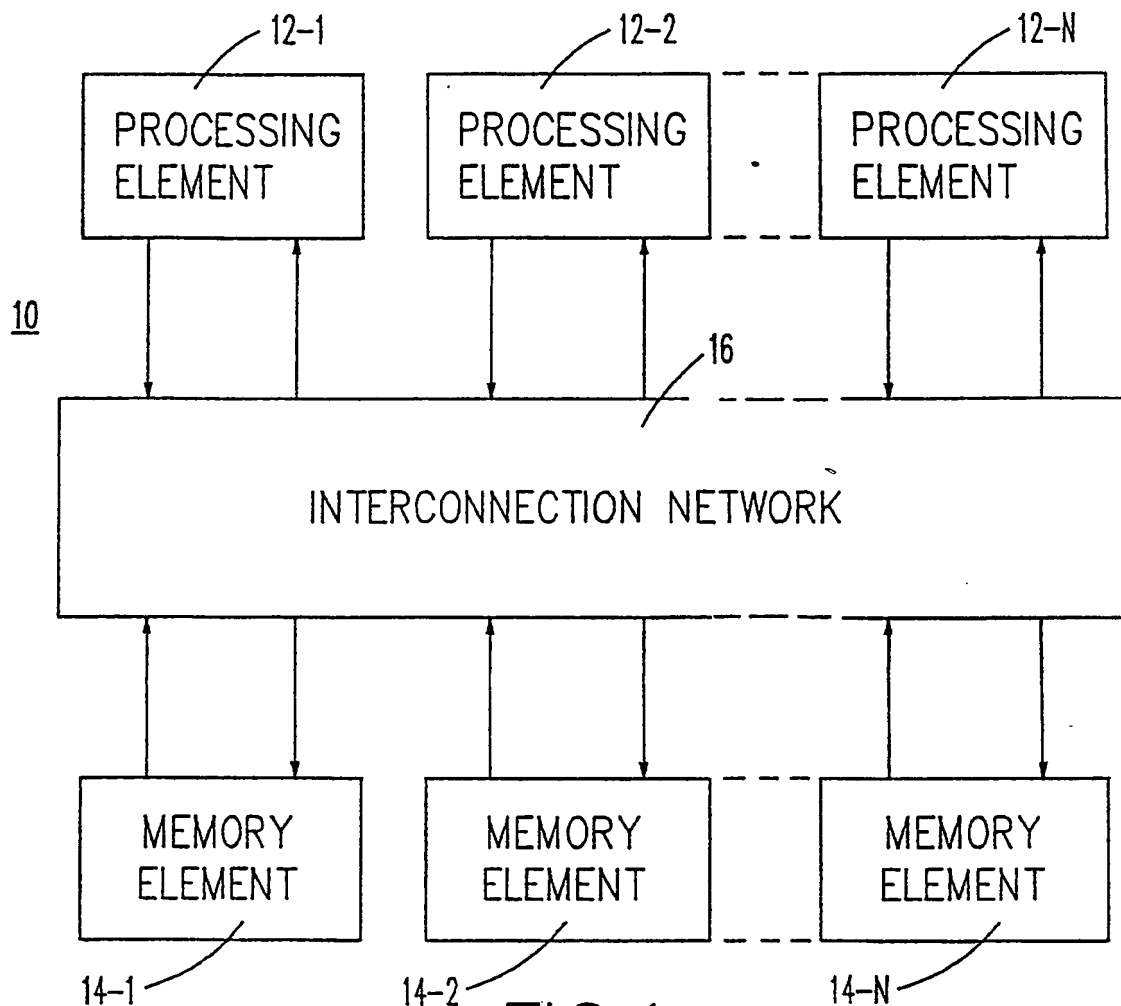 12-1
12-2
12-N
PROCESSING
ELEMENT
PROCESSING
ELEMENT
PROCESSING
ELEMENT
10
16
INTERCONNECTION NETWORK
MEMORY
ELEMENT
MEMORY
ELEMENT
MEMORY
ELEMENT
14-1
14-2
14-N